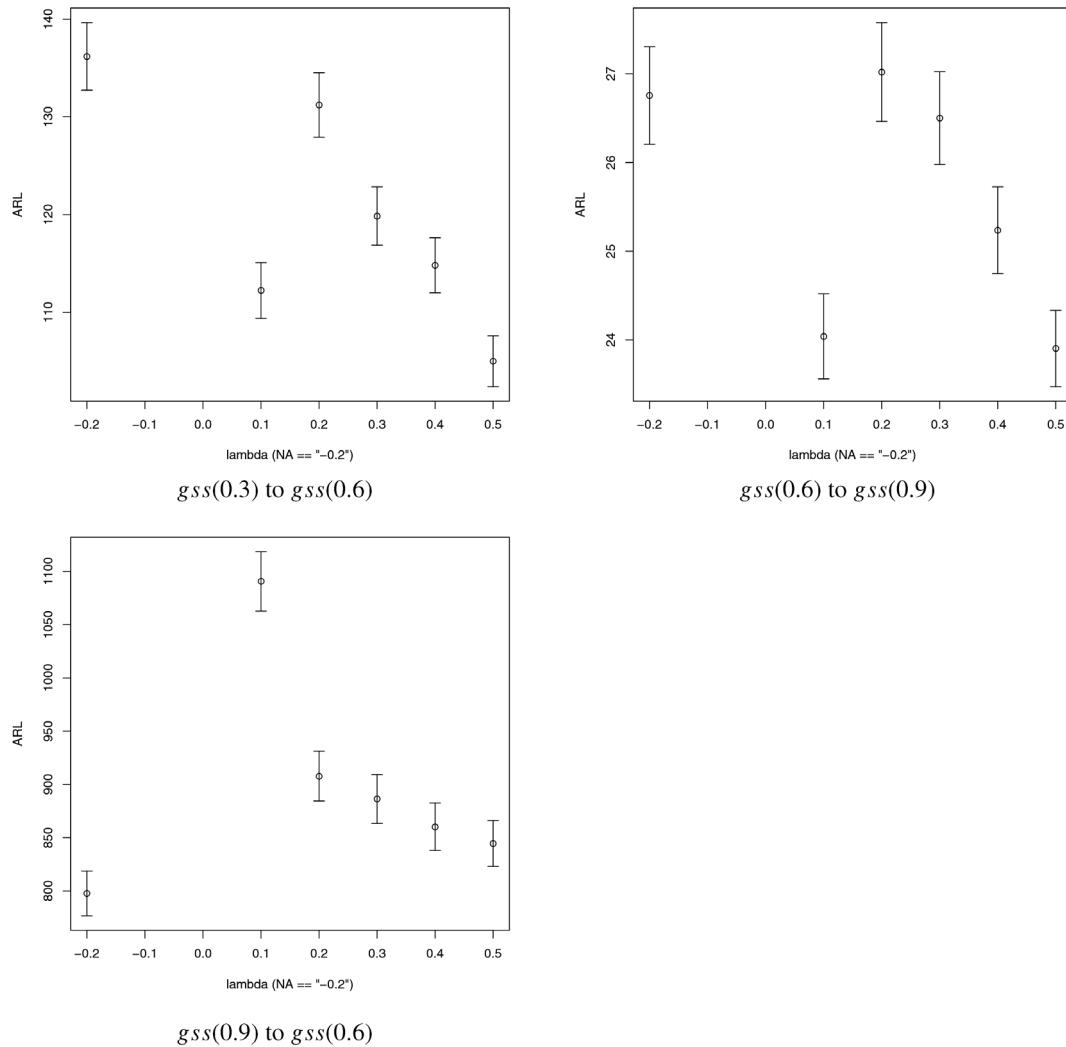 140
130
120
110
ARL
−0.2 −0.1 0.0 0.1 0.2 0.3 0.4 0.5
lambda (NA == "−0.2")
gss(0.3) to gss(0.6)
27
26
25
24
ARL
−0.2 −0.1 0.0 0.1 0.2 0.3 0.4 0.5
lambda (NA == "−0.2")
gss(0.6) to gss(0.9)
1100
1050
1000
950
900
850
800
ARL
−0.2 −0.1 0.0 0.1 0.2 0.3 0.4 0.5
lambda (NA == "−0.2")
gss(0.9) to gss(0.6)